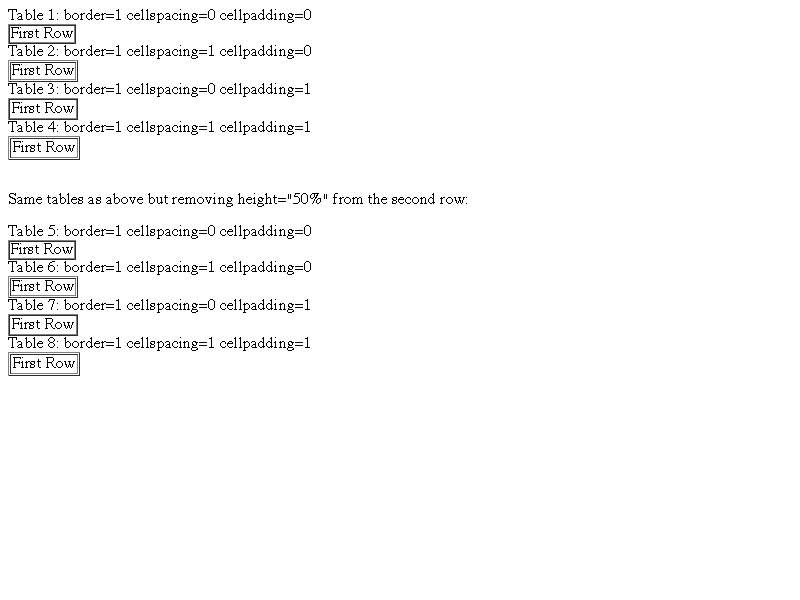 Table 1: border=1 cellspacing=0 cellpadding=0
First Row
Table 2: border=1 cellspacing=1 cellpadding=0
First Row
Table 3: border=1 cellspacing=0 cellpadding=1
First Row
Table 4: border=1 cellspacing=1 cellpadding=1
First Row
Same tables as above but removing height="50%" from the second row:
Table 5: border=1 cellspacing=0 cellpadding=0
First Row
Table 6: border=1 cellspacing=1 cellpadding=0
First Row
Table 7: border=1 cellspacing=0 cellpadding=1
First Row
Table 8: border=1 cellspacing=1 cellpadding=1
First Row